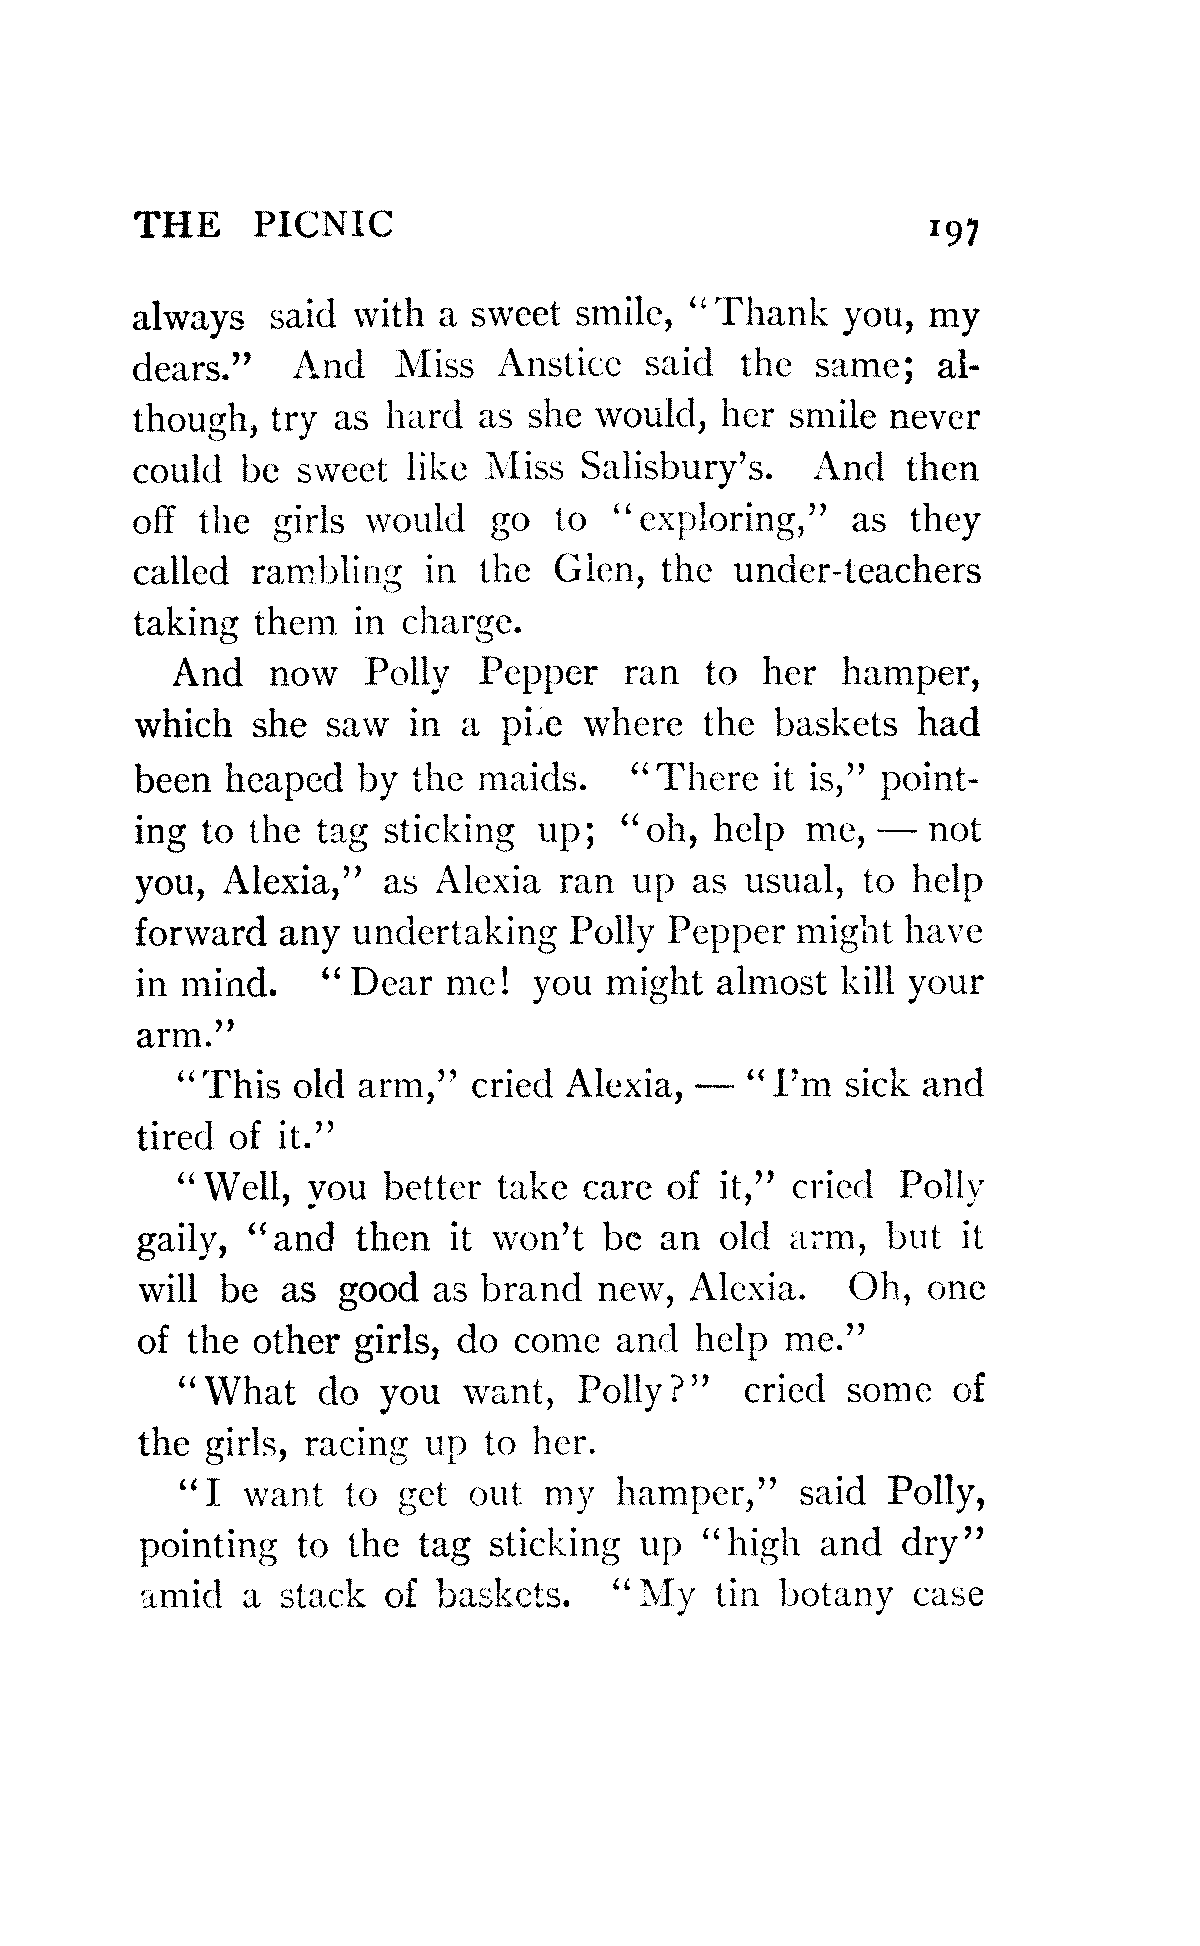 THE PICNIC 197
always said with a sweet smile, "Thank you, my
dears." And Miss Anstice said the same; al-
though, try as hard as she would, her smile never
could be sweet like Miss Salisbury's. And then
off the girls would go to "exploring," as they
called rambling in the Glen, the under-teachers
taking them in charge.
And now Polly Pepper ran to her hamper,
which she saw in a pile where the baskets had
been heaped by the maids. "There it is," point-
ing to the tag sticking up; "oh, help me, — not
you, Alexia," as Alexia ran up as usual, to help
forward any undertaking Polly Pepper might have
in mind. "Dear me! you might almost kill your
arm."
"This old arm," cried Alexia, — "I'm sick and
tired of it."
"Well, you better take care of it," cried Polly
gaily, "and then it won't be an old arm, but it
will be as good as brand new, Alexia. Oh, one
of the other girls, do come and help me."
"What do you want, Polly?" cried some of
the girls, racing up to her.
"I want to get out my hamper," said Polly,
pointing to the tag sticking up "high and dry"
amid a stack of baskets. "My tin botany case